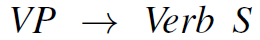 VP → Verb S